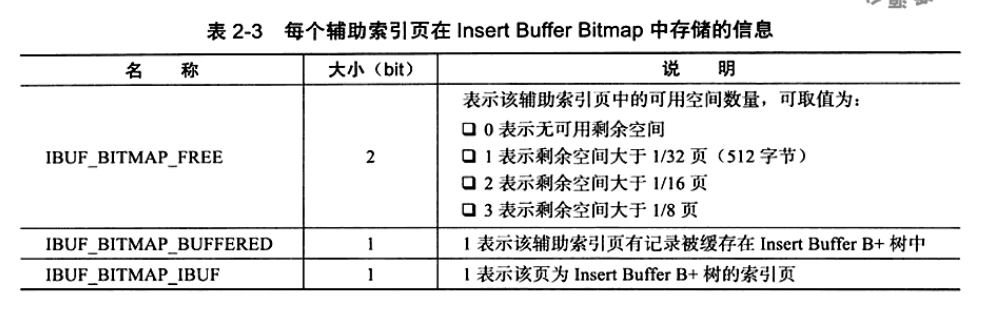 表 2-3 每个辅助索引页在 Insert Buffer Bitmap 中存储的信息
名 称 大小（bit） 说 明
表示该辅助索引页中的可用空间数量，可取值为：
❑ 0 表示无可用剩余空间
IBUF_BITMAP_FREE 2 ❑ 1 表示剩余空间大于 1/32 页（512 字节）
❑ 2 表示剩余空间大于 1/16 页
❑ 3 表示剩余空间大于 1/8 页
IBUF_BITMAP_BUFFERED 1 1 表示该辅助索引页有记录被缓存在 Insert Buffer B+ 树中
IBUF_BITMAP_IBUF 1 1 表示该页为 Insert Buffer B+ 树的索引页